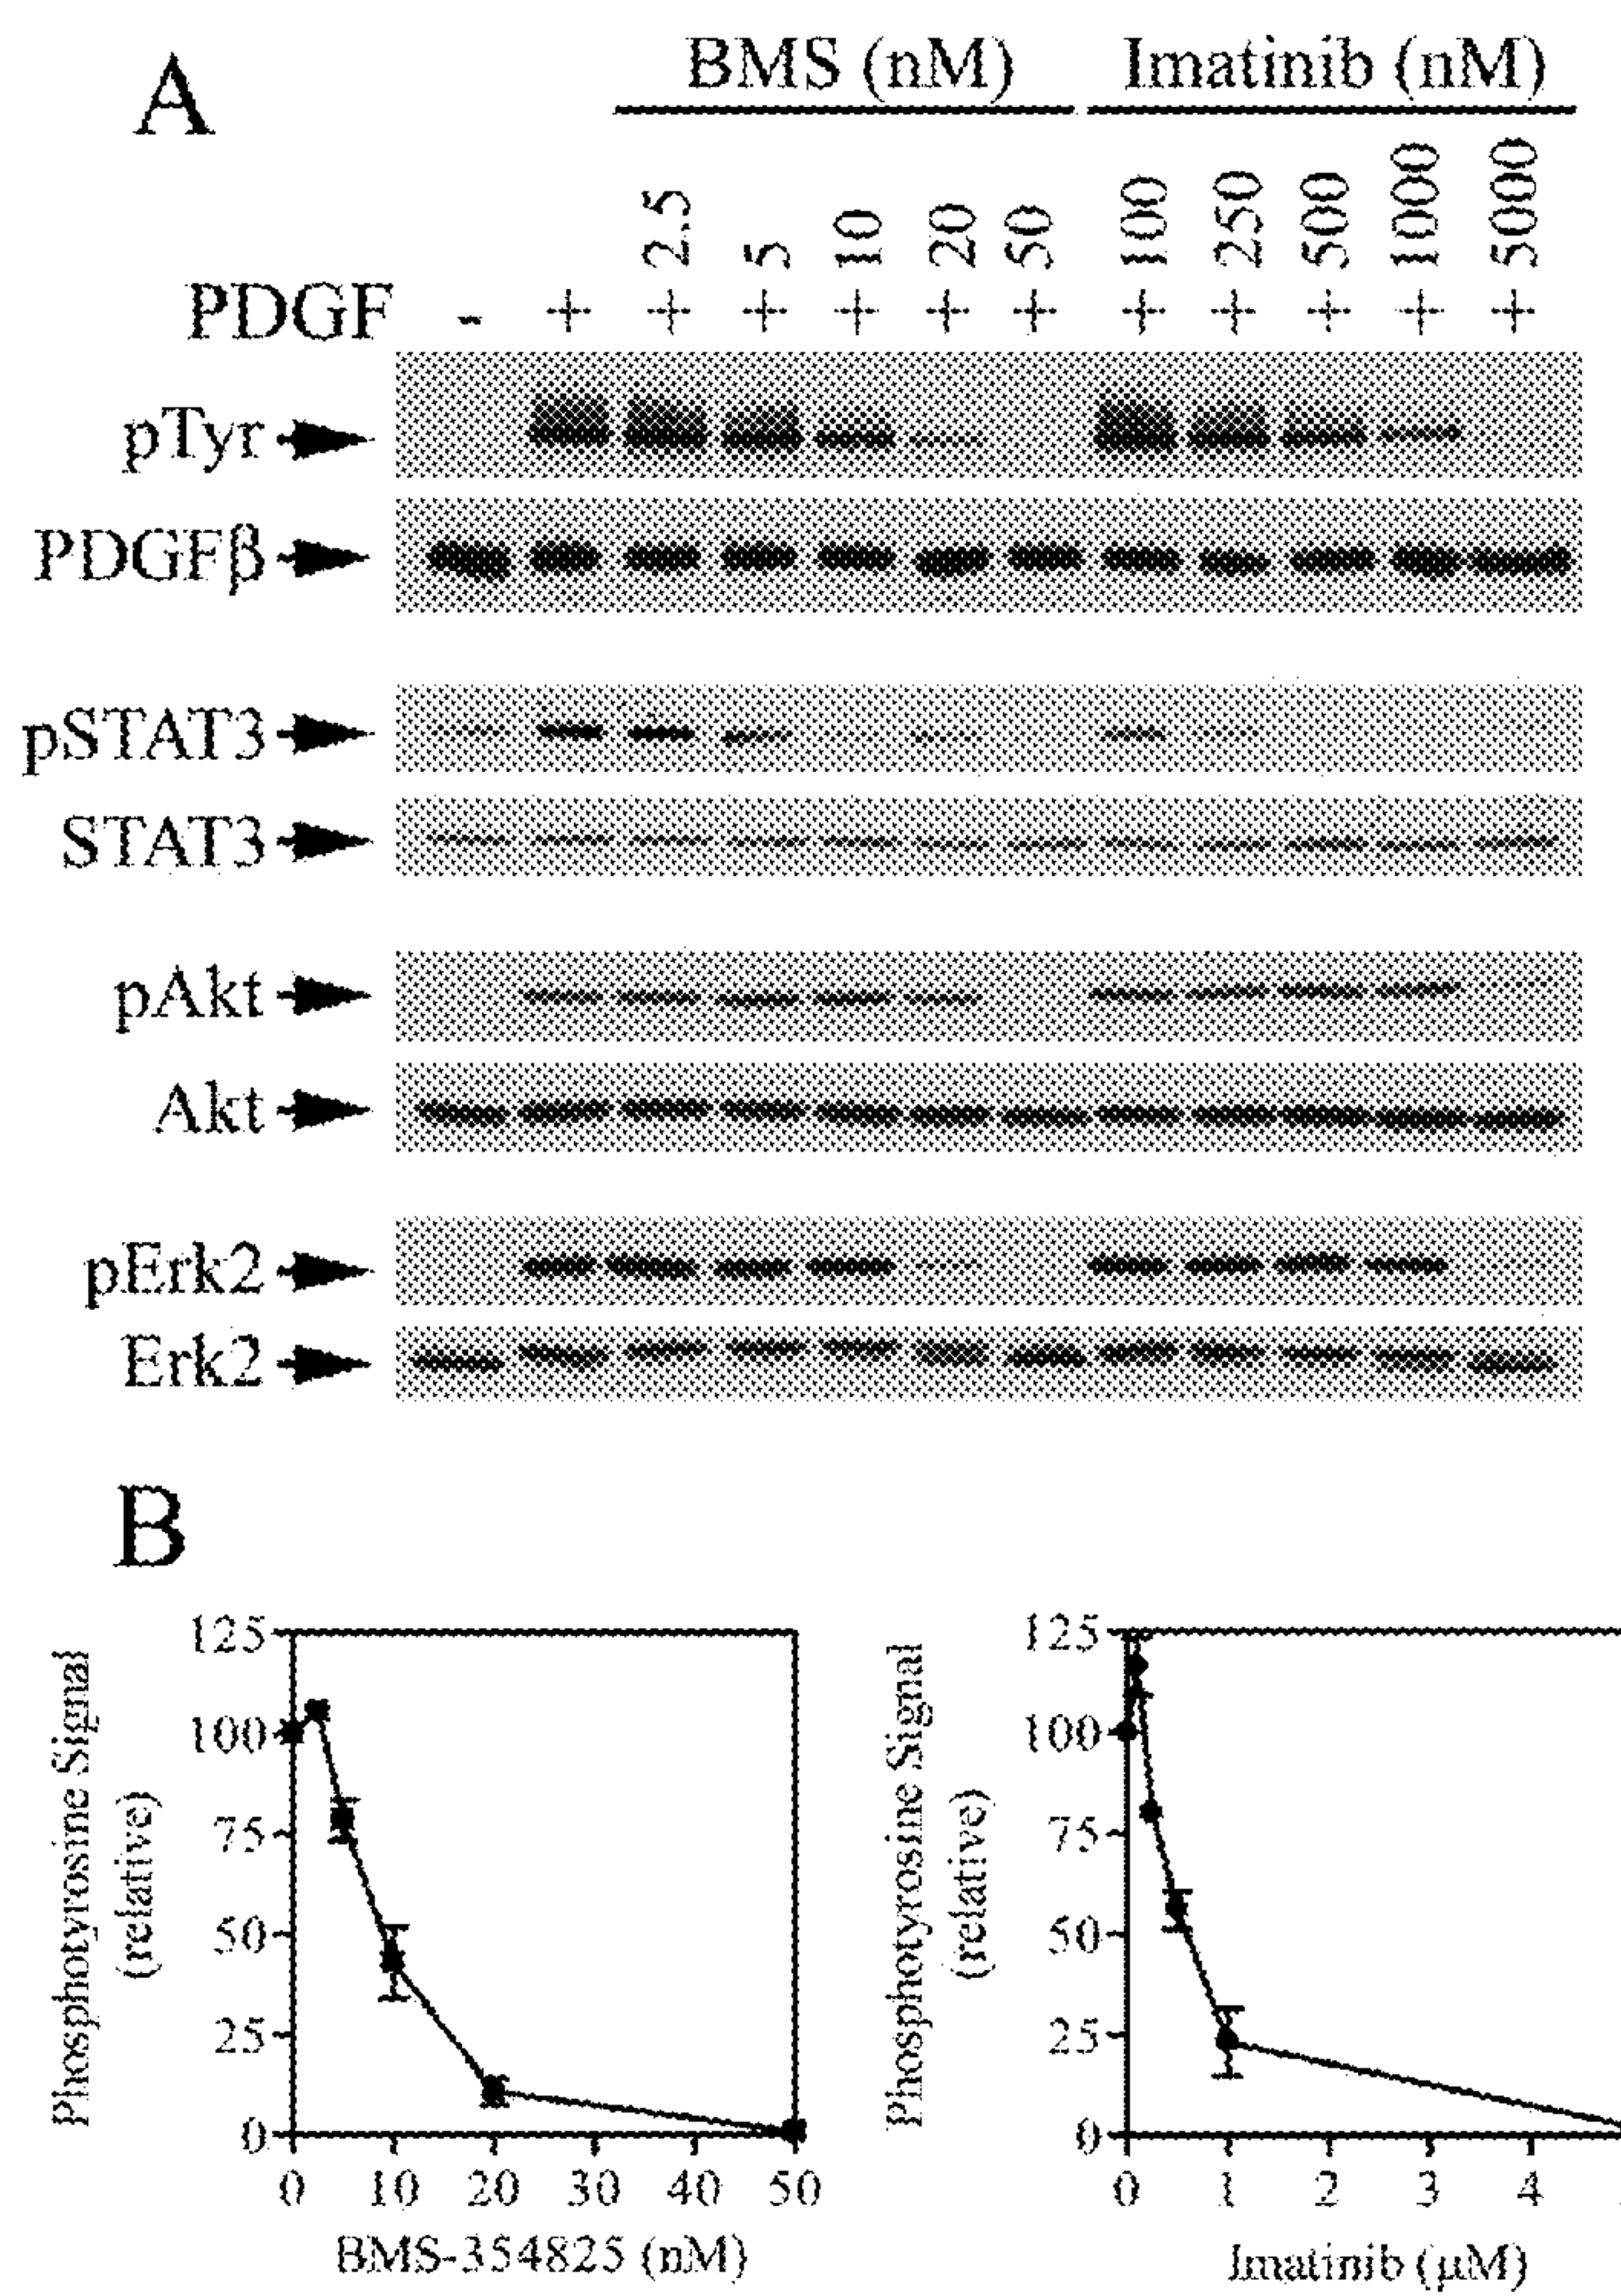 A
BMS (nM) Imatinib (nM)
2.5 5 10 20 50 100 250 500 1000 5000
PDGF - + + + + + + + + + + +
pTyr
PDGFβ
pSTAT3
STAT3
pAkt
Akt
pErk2
Erk2
B
Phosphotyrosine Signal
(relative)
125
100
75
50
25
0
0 10 20 30 40 50
BMS-354825 (nM)
Phosphotyrosine Signal
(relative)
125
100
75
50
25
0
0 1 2 3 4
Imatinib (μM)